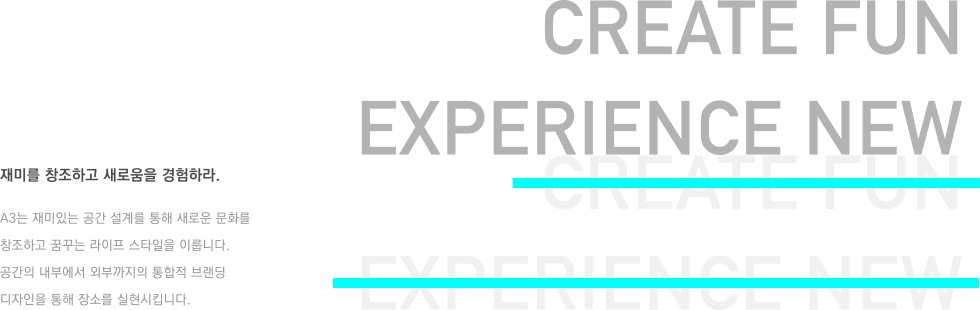 CREATE FUN
EXPERIENCE NEW
CREATE FUN
EXPERIENCE NEW
재미를 창조하고 새로움을 경험하라.
A3는 재미있는 공간 설계를 통해 새로운 문화를
창조하고 꿈꾸는 라이프 스타일을 이룹니다.
공간의 내부에서 외부까지의 통합적 브랜딩
디자인을 통해 장소를 실현시킵니다.